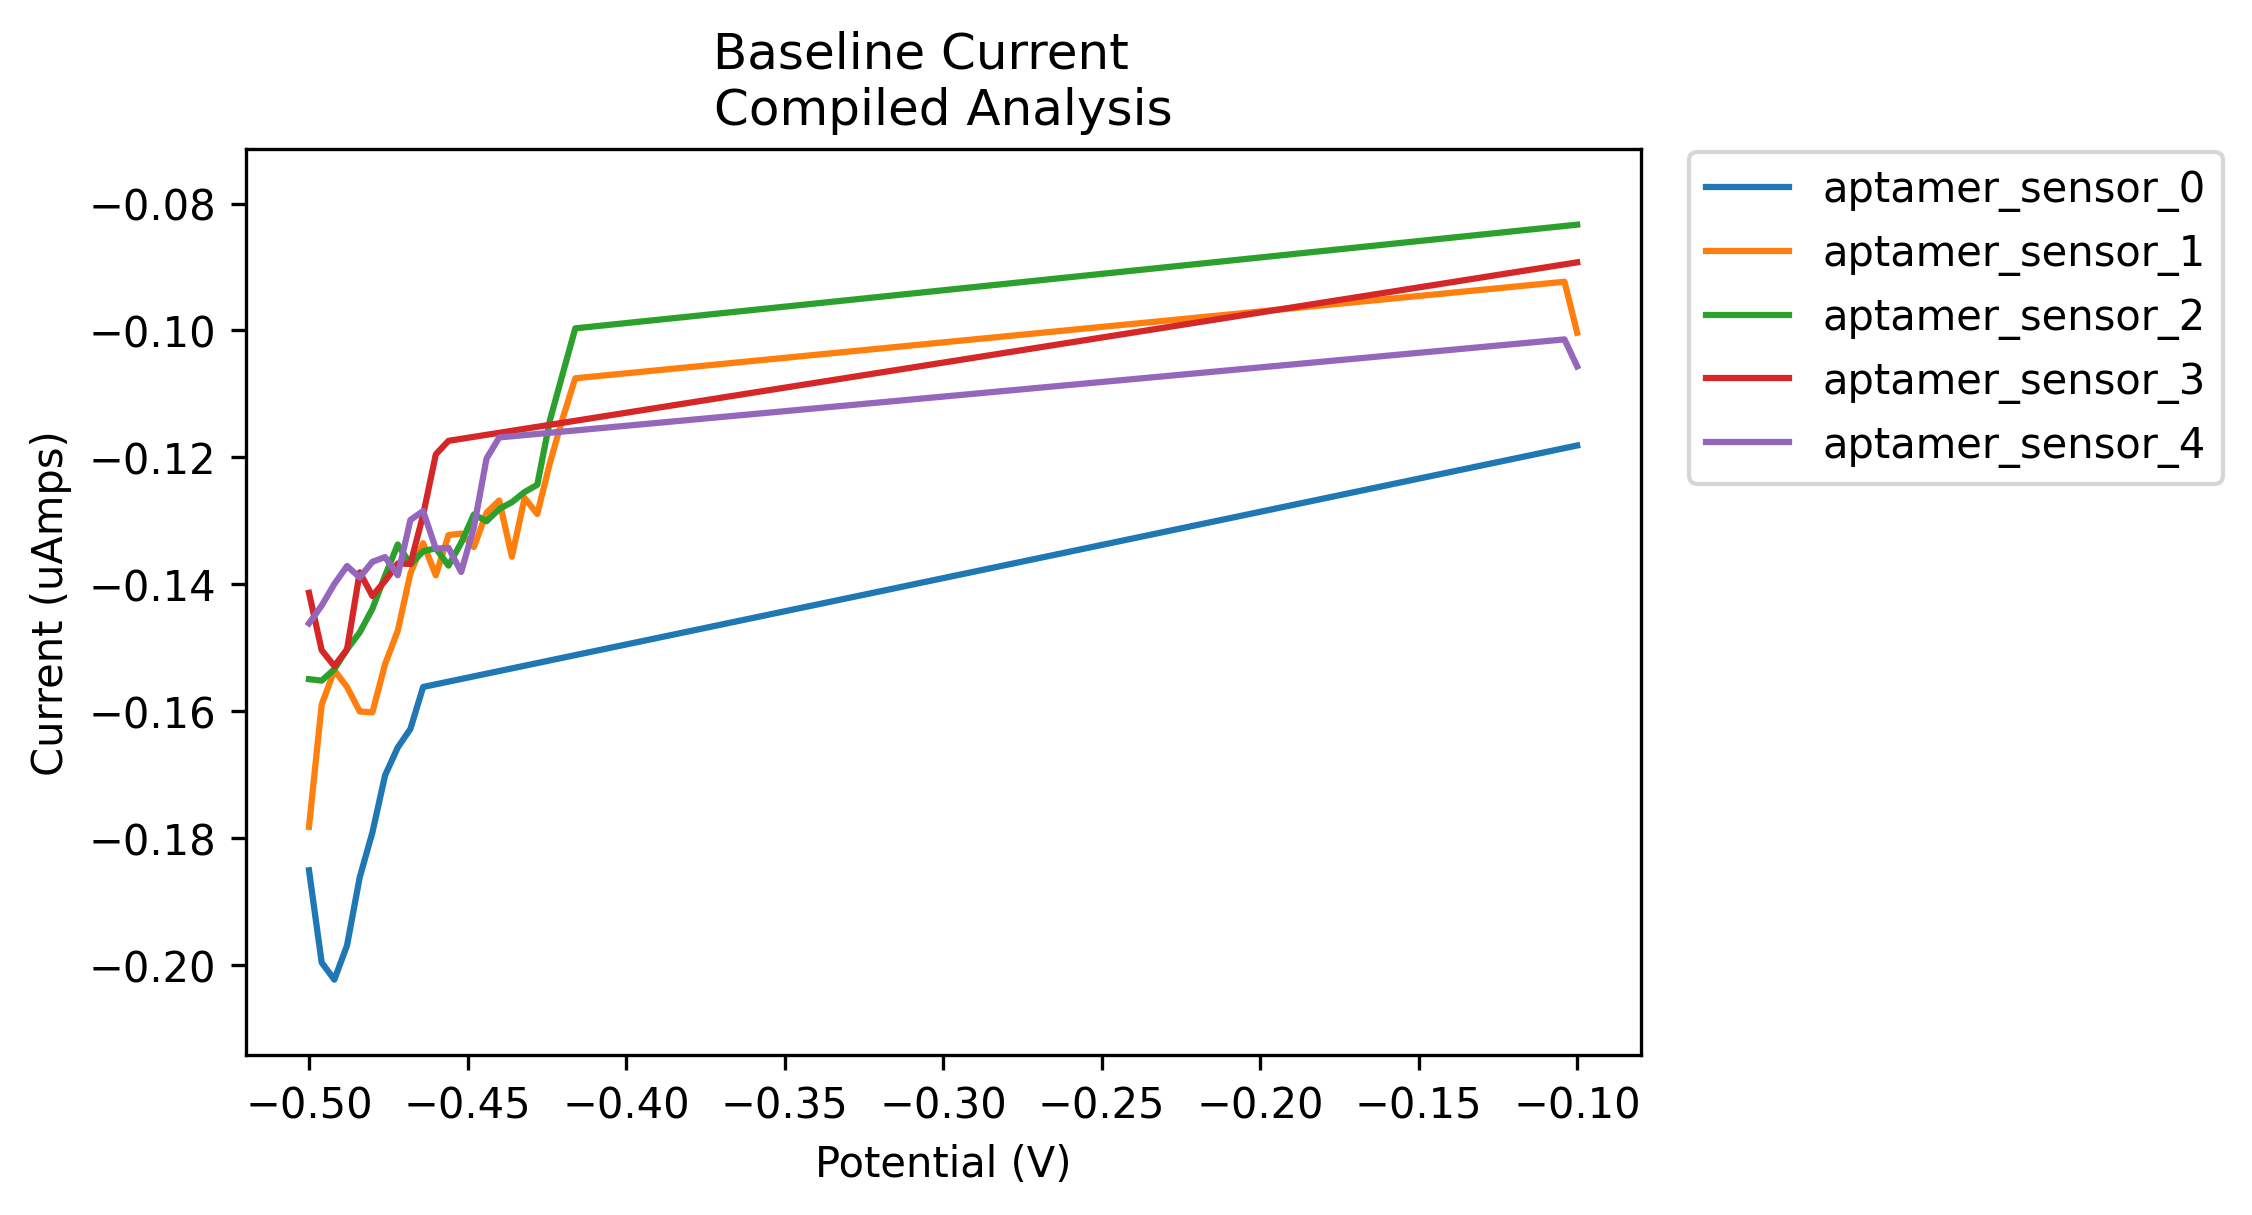 Baseline Current
Compiled Analysis
Current (uAmps)
−0.08
−0.10
−0.12
−0.14
−0.16
−0.18
−0.20
−0.50 −0.45 −0.40 −0.35 −0.30 −0.25 −0.20 −0.15 −0.10
Potential (V)
aptamer_sensor_0
aptamer_sensor_1
aptamer_sensor_2
aptamer_sensor_3
aptamer_sensor_4